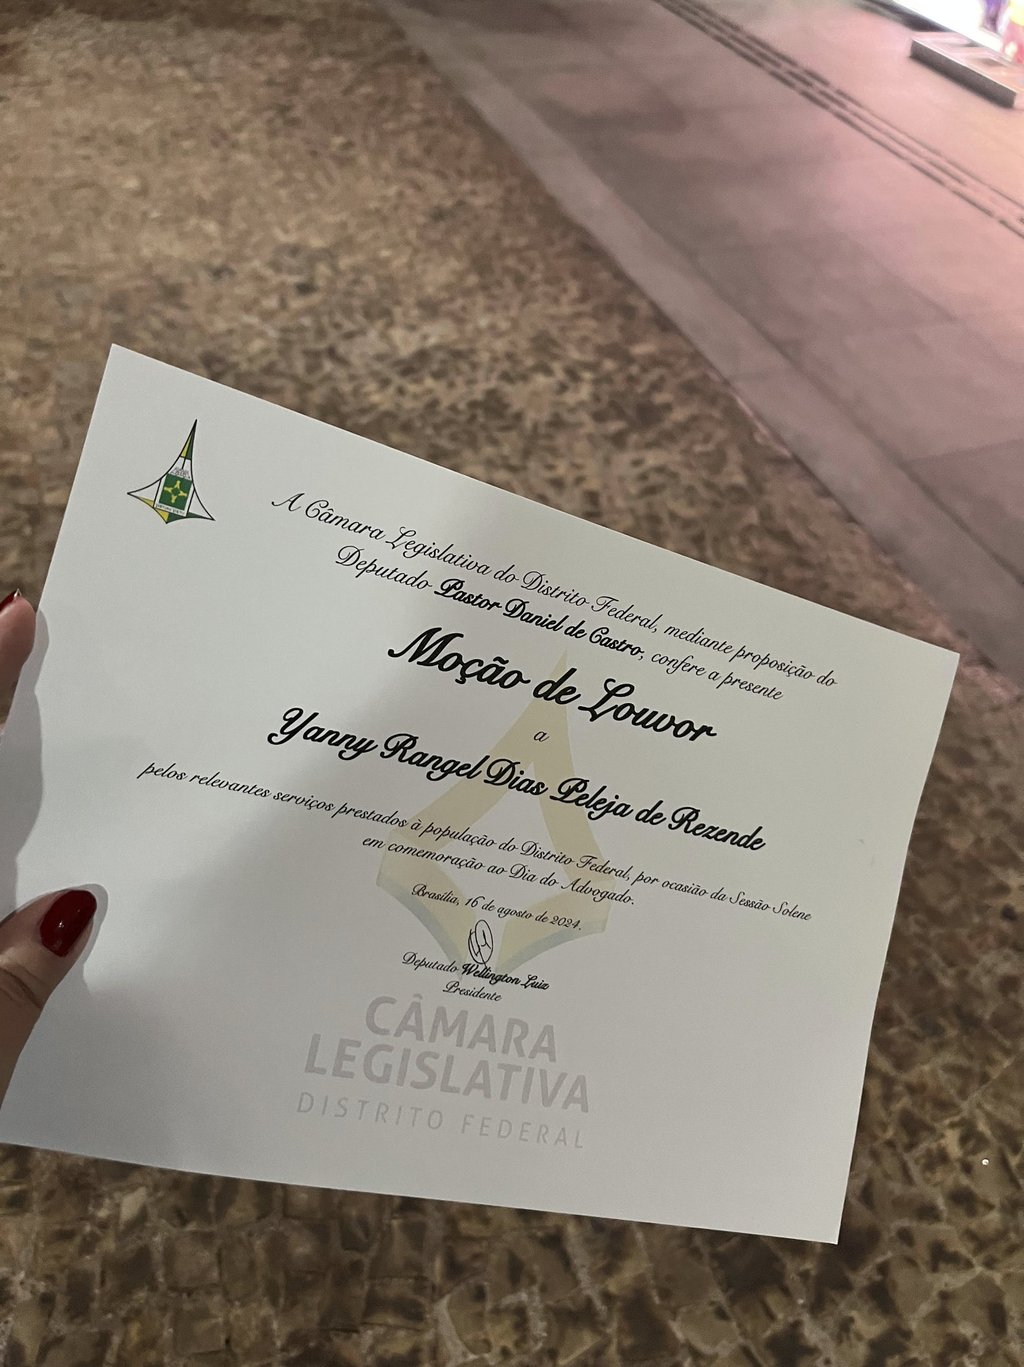 A Câmara Legislativa do Distrito Federal, mediante proposição do
Deputado Pastor Daniel de Castro, confere a presente
Moção de Louvor
a
Yanny Rangel Dias Peleja de Rezende
pelos relevantes serviços prestados à população do Distrito Federal, por ocasião da Sessão Solene
em comemoração ao Dia do Advogado.
Brasília, 16 de agosto de 2024.
Deputado Wellington Luiz
Presidente
CÂMARA
LEGISLATIVA
DISTRITO FEDERAL